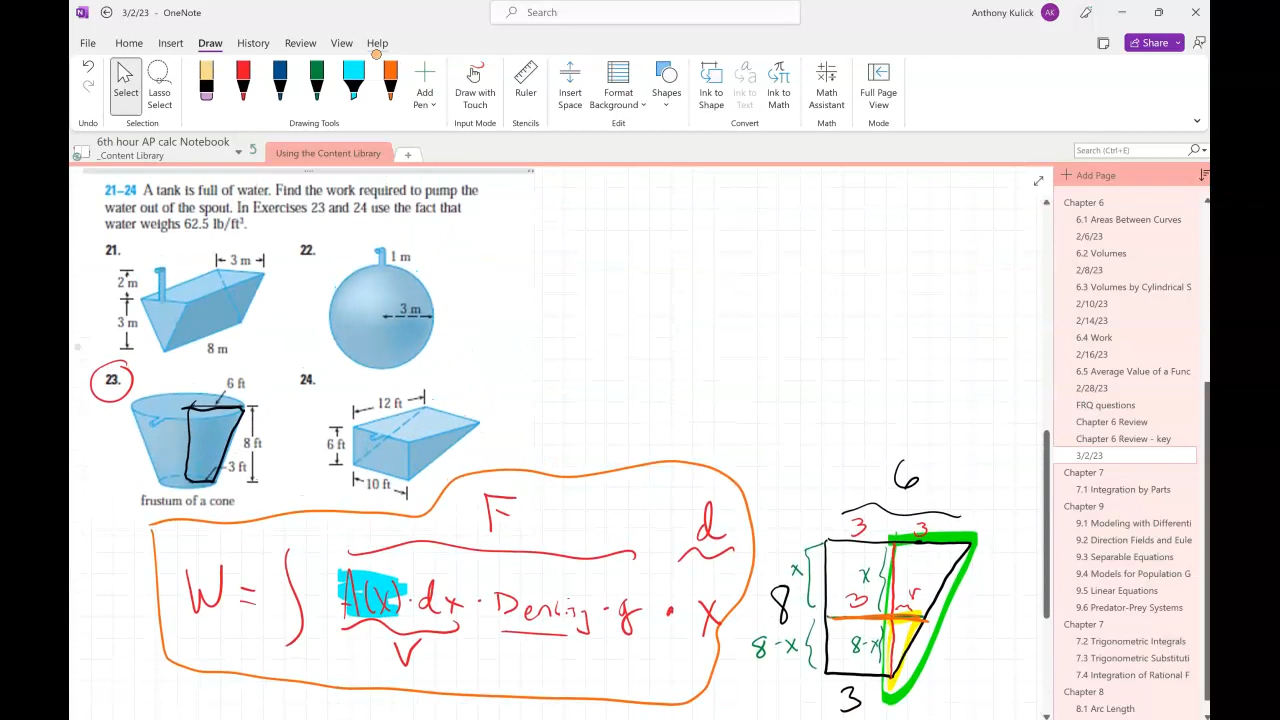 3/2/23 - OneNote
Search
Anthony Kulick AK
File Home Insert Draw History Review View Help
Share
Undo
Select
Lasso Select
Add Pen
Draw with Touch
Ruler
Insert Space
Format Background
Shapes
Ink to Shape
Ink to Text
Ink to Math
Math Assistant
Full Page View
Undo Selection Drawing Tools Input Mode Stencils Edit Convert Math Mode
6th hour AP calc Notebook
_Content Library
5
Using the Content Library
+
Search (Ctrl+E)
Add Page
Chapter 6
6.1 Areas Between Curves
2/6/23
6.2 Volumes
2/8/23
6.3 Volumes by Cylindrical S
2/10/23
2/14/23
6.4 Work
2/16/23
6.5 Average Value of a Func
2/28/23
FRQ questions
Chapter 6 Review
Chapter 6 Review - key
3/2/23
Chapter 7
7.1 Integration by Parts
Chapter 9
9.1 Modeling with Differenti
9.2 Direction Fields and Eule
9.3 Separable Equations
9.4 Models for Population G
9.5 Linear Equations
9.6 Predator-Prey Systems
Chapter 7
7.2 Trigonometric Integrals
7.3 Trigonometric Substituti
7.4 Integration of Rational F
Chapter 8
8.1 Arc Length
21–24 A tank is full of water. Find the work required to pump the
water out of the spout. In Exercises 23 and 24 use the fact that
water weighs 62.5 lb/ft³.
21.
3 m
2 m
3 m
8 m
22.
1 m
3 m
23.
6 ft
8 ft
3 ft
frustum of a cone
24.
12 ft
6 ft
10 ft
F
d
W = ∫ A(x) · dx · Density · g · x
V
6
3 3
x
x
8
3 r
8-x
8-x
3